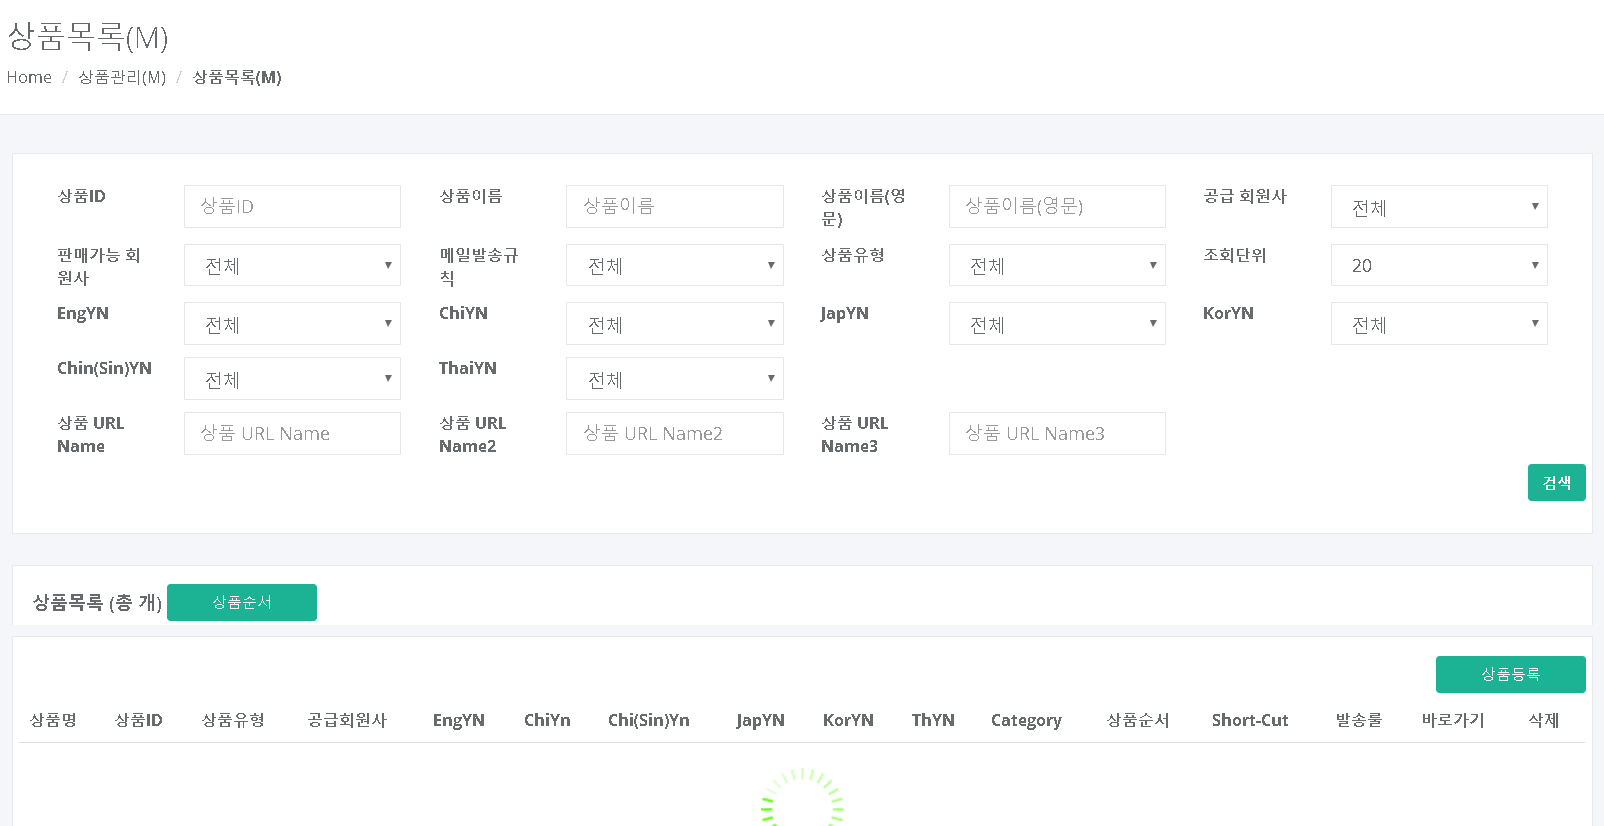 상품목록(M)
Home / 상품관리(M) / 상품목록(M)
상품ID 상품ID 상품이름 상품이름 상품이름(영문) 상품이름(영문) 공급 회원사 전체
판매가능 회원사 전체 메일발송규칙 전체 상품유형 전체 조회단위 20
EngYN 전체 ChiYN 전체 JapYN 전체 KorYN 전체
Chin(Sin)YN 전체 ThaiYN 전체
상품 URL Name 상품 URL Name 상품 URL Name2 상품 URL Name2 상품 URL Name3 상품 URL Name3
검색
상품목록 (총 개) 상품순서
상품등록
상품명 상품ID 상품유형 공급회원사 EngYN ChiYn Chi(Sin)Yn JapYN KorYN ThYN Category 상품순서 Short-Cut 발송룰 바로가기 삭제